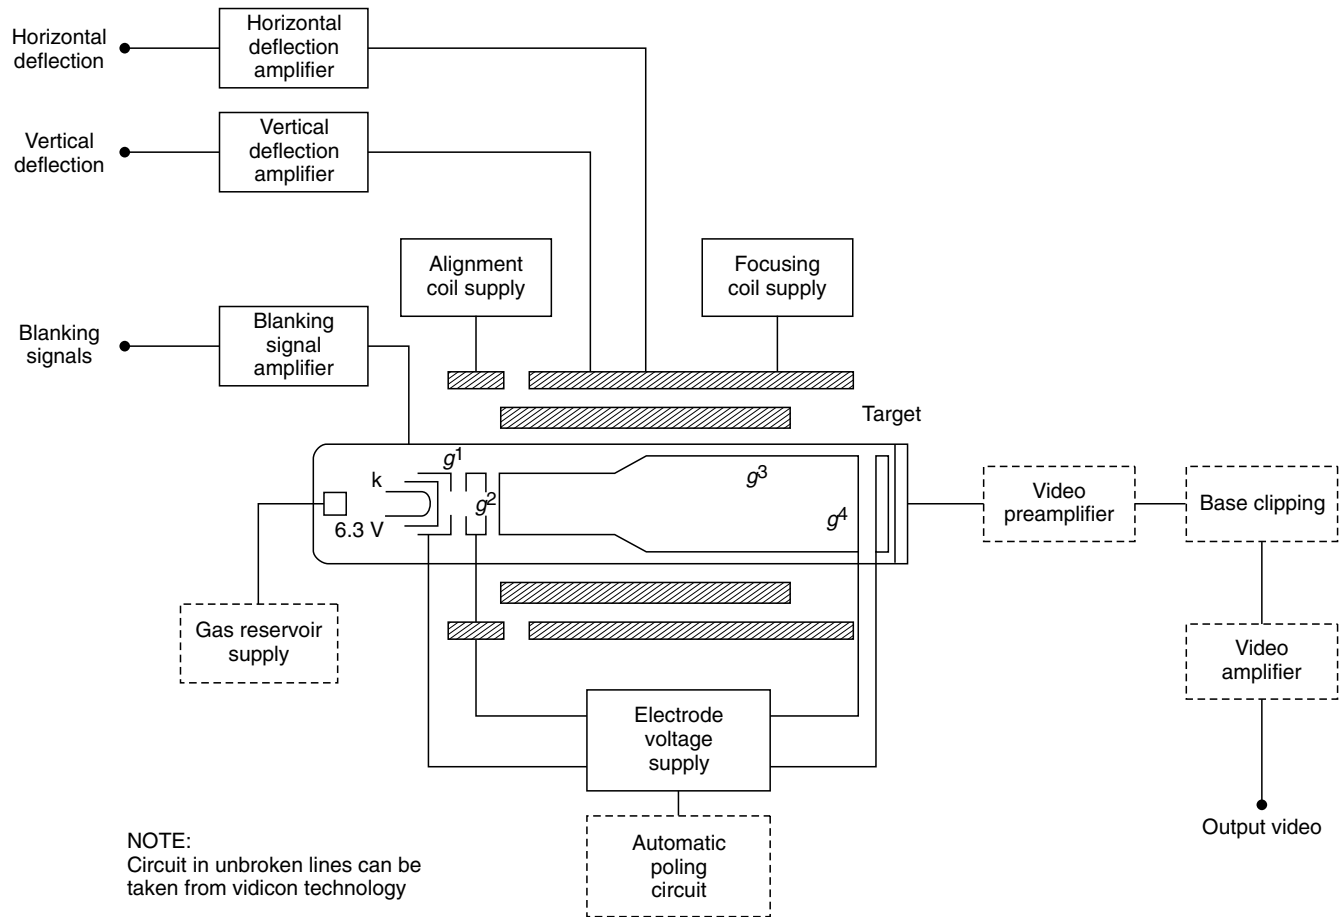 Horizontal
deflection
Horizontal
deflection
amplifier
Vertical
deflection
Vertical
deflection
amplifier
Alignment
coil supply
Focusing
coil supply
Blanking
signals
Blanking
signal
amplifier
Target
g1
k
g2
g3
g4
6.3 V
Video
preamplifier
Base clipping
Gas reservoir
supply
Video
amplifier
Electrode
voltage
supply
Output video
Automatic
poling
circuit
NOTE:
Circuit in unbroken lines can be
taken from vidicon technology